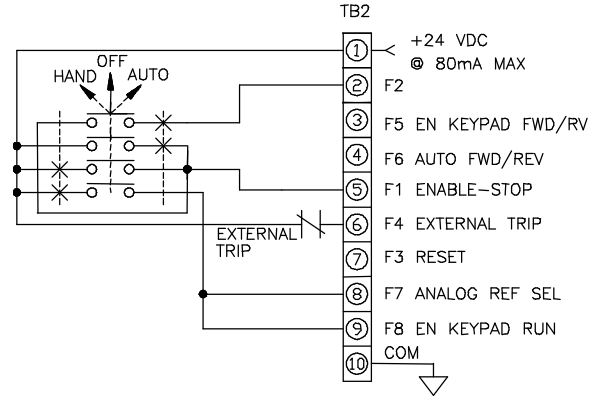 TB2
1 +24 VDC
@ 80mA MAX
OFF
HAND AUTO
2 F2
3 F5 EN KEYPAD FWD/RV
4 F6 AUTO FWD/REV
5 F1 ENABLE-STOP
6 F4 EXTERNAL TRIP
EXTERNAL
TRIP
7 F3 RESET
8 F7 ANALOG REF SEL
9 F8 EN KEYPAD RUN
10 COM